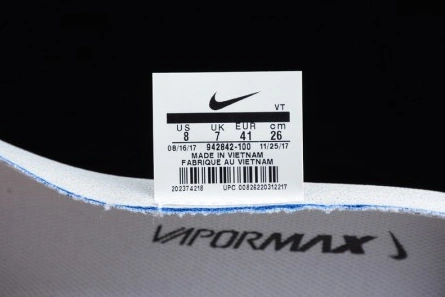 VT
US UK EUR cm
8 7 41 26
08/16/17 942842-100 11/25/17
MADE IN VIETNAM
FABRIQUE AU VIETNAM
202374218 UPC 00826220312217
VAPORMAX